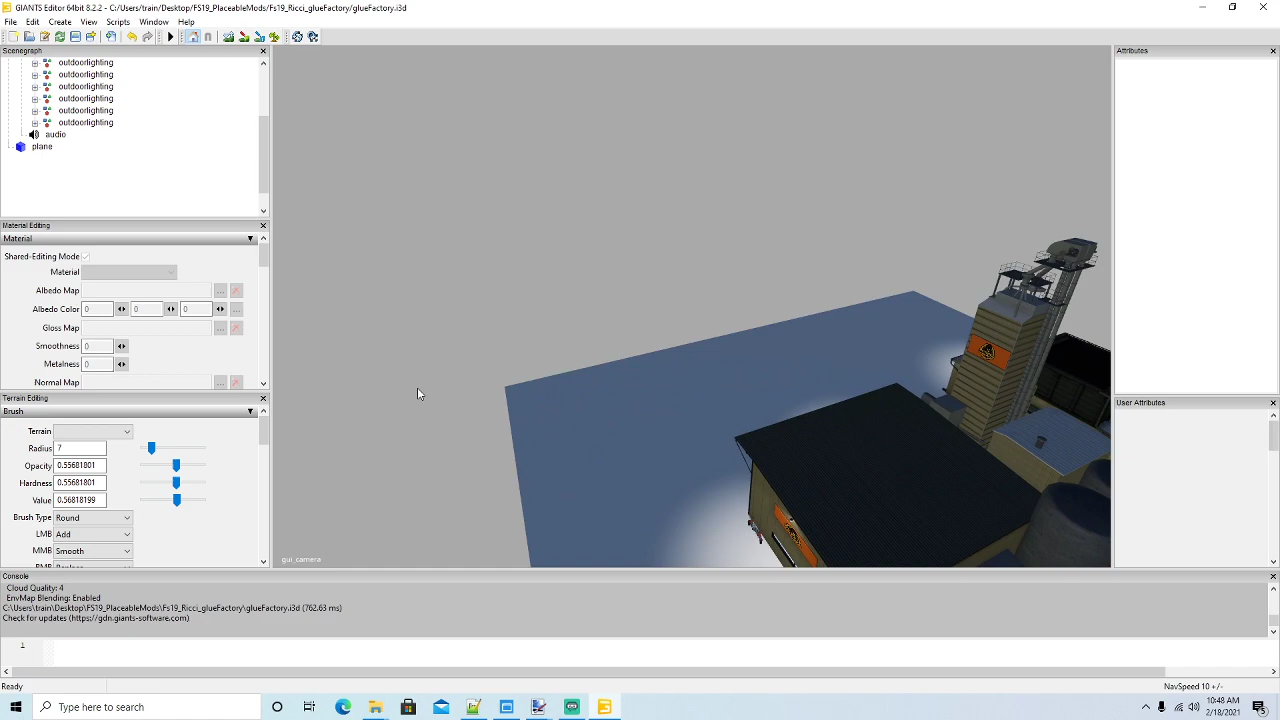 GIANTS Editor 64bit 8.2.2 - C:/Users/train/Desktop/FS19_PlaceableMods/Fs19_Ricci_glueFactory/glueFactory.i3d
File Edit Create View Scripts Window Help
Scenegraph
outdoorlighting
outdoorlighting
outdoorlighting
outdoorlighting
outdoorlighting
outdoorlighting
audio
plane
Material Editing
Material
Shared-Editing Mode
Material
Albedo Map
Albedo Color 0 0 0
Gloss Map
Smoothness 0
Metalness 0
Normal Map
Terrain Editing
Brush
Terrain
Radius 7
Opacity 0.55681801
Hardness 0.55681801
Value 0.56818199
Brush Type Round
LMB Add
MMB Smooth
gui_camera
Attributes
User Attributes
Console
Cloud Quality: 4
EnvMap Blending: Enabled
C:\Users\train\Desktop\FS19_PlaceableMods\Fs19_Ricci_glueFactory\glueFactory.i3d (762.63 ms)
Check for updates (https://gdn.giants-software.com)
1
Ready
NavSpeed 10 +/-
Type here to search
10:48 AM
2/18/2021